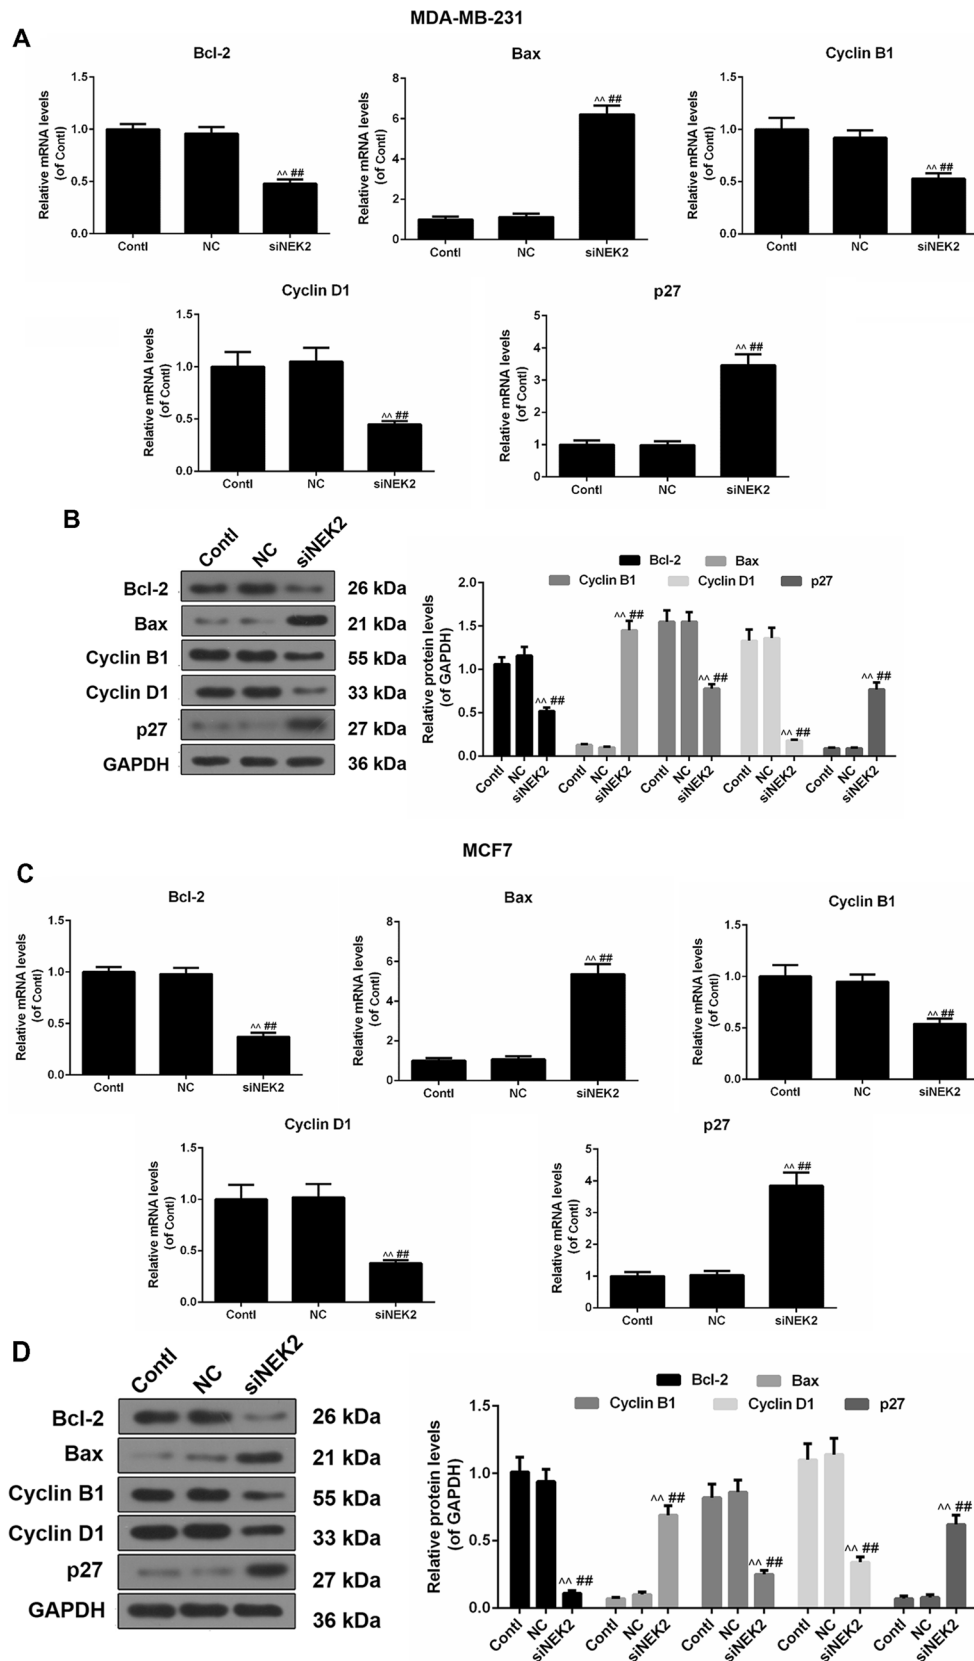 MDA-MB-231
A
Bcl-2
Relative mRNA levels
(of Contl)
1.5
1.0
0.5
0.0
^^ ##
Contl NC siNEK2
Bax
Relative mRNA levels
(of Contl)
8
6
4
2
0
^^ ##
Contl NC siNEK2
Cyclin B1
Relative mRNA levels
(of Contl)
1.5
1.0
0.5
0.0
^^ ##
Contl NC siNEK2
Cyclin D1
Relative mRNA levels
(of Contl)
1.5
1.0
0.5
0.0
^^ ##
Contl NC siNEK2
p27
Relative mRNA levels
(of Contl)
5
4
3
2
1
0
^^ ##
Contl NC siNEK2
B
Contl NC siNEK2
Bcl-2 26 kDa
Bax 21 kDa
Cyclin B1 55 kDa
Cyclin D1 33 kDa
p27 27 kDa
GAPDH 36 kDa
Bcl-2 Bax
Cyclin B1 Cyclin D1 p27
Relative protein levels
(of GAPDH)
2.0
1.5
1.0
0.5
0.0
^^ ## ^^ ## ^^ ## ^^ ## ^^ ##
Contl NC siNEK2 Contl NC siNEK2 Contl NC siNEK2 Contl NC siNEK2 Contl NC siNEK2
MCF7
C
Bcl-2
Relative mRNA levels
(of Contl)
1.5
1.0
0.5
0.0
^^ ##
Contl NC siNEK2
Bax
Relative mRNA levels
(of Contl)
8
6
4
2
0
^^ ##
Contl NC siNEK2
Cyclin B1
Relative mRNA levels
(of Contl)
1.5
1.0
0.5
0.0
^^ ##
Contl NC siNEK2
Cyclin D1
Relative mRNA levels
(of Contl)
1.5
1.0
0.5
0.0
^^ ##
Contl NC siNEK2
p27
Relative mRNA levels
(of Contl)
5
4
3
2
1
0
^^ ##
Contl NC siNEK2
D
Contl NC siNEK2
Bcl-2 26 kDa
Bax 21 kDa
Cyclin B1 55 kDa
Cyclin D1 33 kDa
p27 27 kDa
GAPDH 36 kDa
Bcl-2 Bax
Cyclin B1 Cyclin D1 p27
Relative protein levels
(of GAPDH)
1.5
1.0
0.5
0.0
^^ ## ^^ ## ^^ ## ^^ ## ^^ ##
Contl NC siNEK2 Contl NC siNEK2 Contl NC siNEK2 Contl NC siNEK2 Contl NC siNEK2